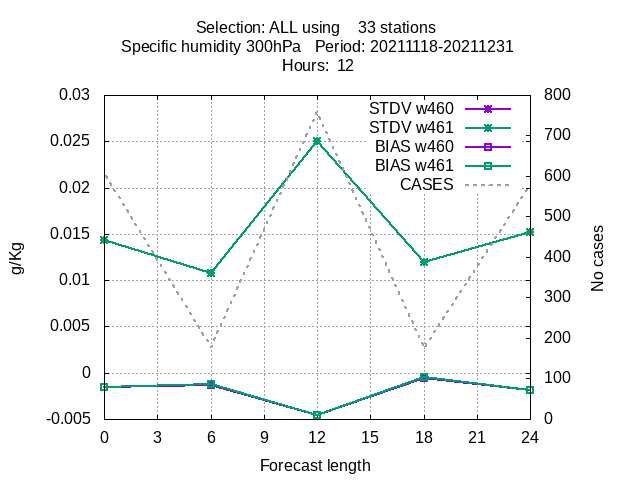 Selection: ALL using    33 stations
Specific humidity 300hPa   Period: 20211118-20211231
Hours:  12
0.03
0.025
0.02
0.015
0.01
0.005
0
-0.005
g/Kg
STDV w460
STDV w461
BIAS w460
BIAS w461
CASES
800
700
600
500
400
300
200
100
0
No cases
0 3 6 9 12 15 18 21 24
Forecast length